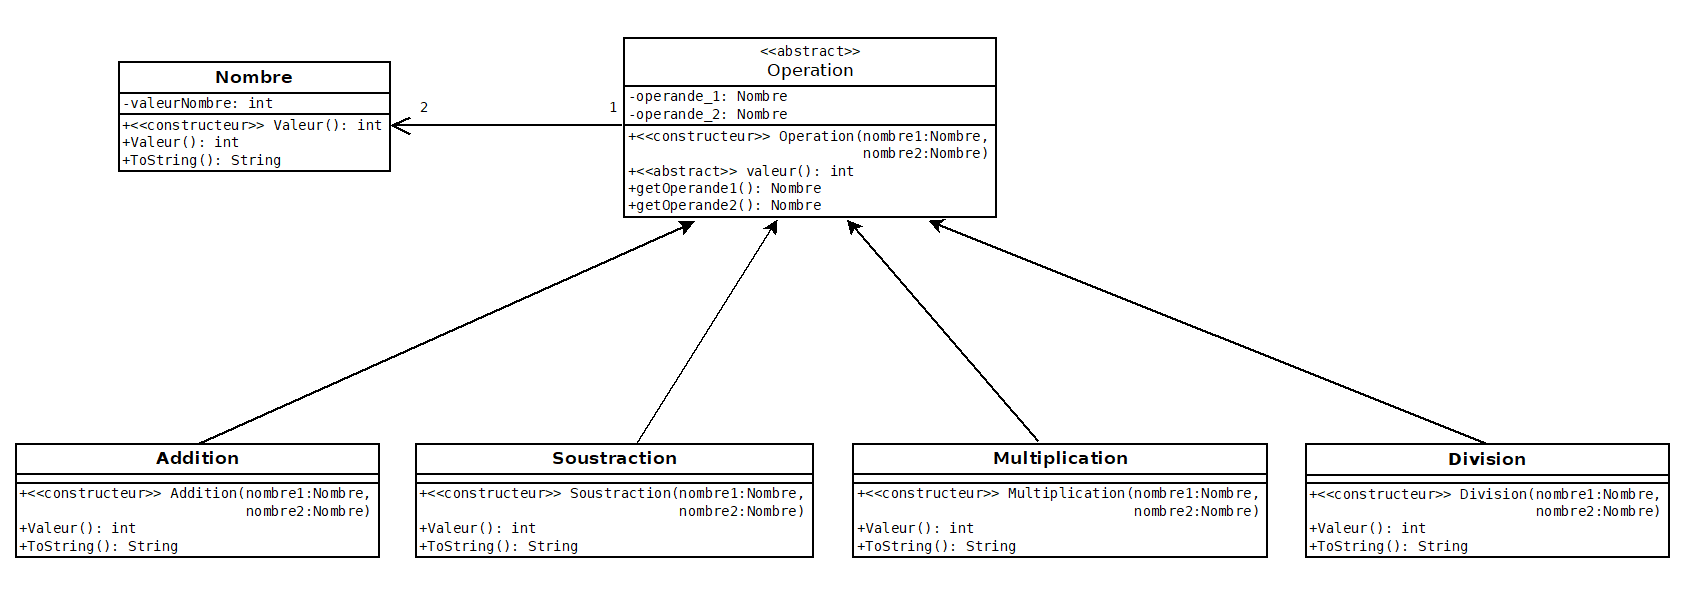 Nombre
-valeurNombre: int
+<<constructeur>> Valeur(): int
+Valeur(): int
+ToString(): String
2
1
<<abstract>>
Operation
-operande_1: Nombre
-operande_2: Nombre
+<<constructeur>> Operation(nombre1:Nombre,
nombre2:Nombre)
+<<abstract>> valeur(): int
+getOperande1(): Nombre
+getOperande2(): Nombre
Addition
+<<constructeur>> Addition(nombre1:Nombre,
nombre2:Nombre)
+Valeur(): int
+ToString(): String
Soustraction
+<<constructeur>> Soustraction(nombre1:Nombre,
nombre2:Nombre)
+Valeur(): int
+ToString(): String
Multiplication
+<<constructeur>> Multiplication(nombre1:Nombre,
nombre2:Nombre)
+Valeur(): int
+ToString(): String
Division
+<<constructeur>> Division(nombre1:Nombre,
nombre2:Nombre)
+Valeur(): int
+ToString(): String